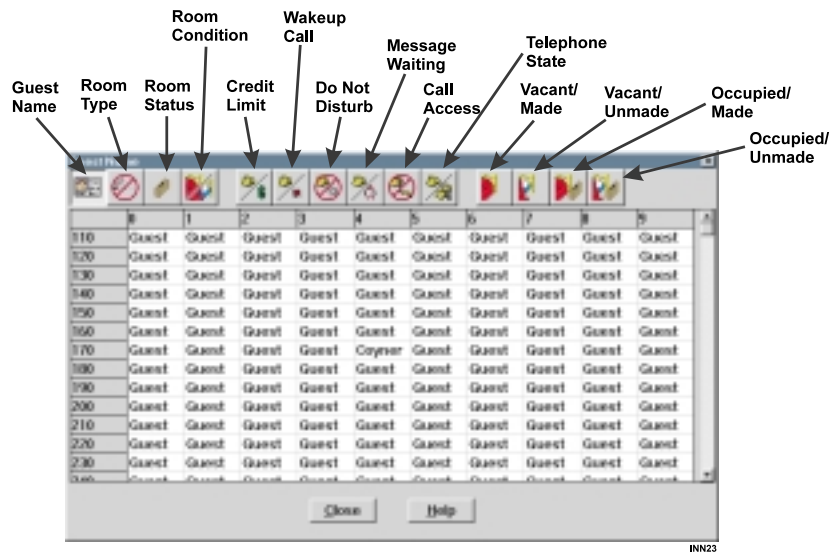 Room
Condition
Wakeup
Call
Message
Waiting
Telephone
State
Guest
Name
Room
Type
Room
Status
Credit
Limit
Do Not
Disturb
Call
Access
Vacant/
Made
Vacant/
Unmade
Occupied/
Made
Occupied/
Unmade
Guest Name
0 1 2 3 4 5 6 7 8 9
110 Guest Guest Guest Guest Guest Guest Guest Guest Guest Guest
120 Guest Guest Guest Guest Guest Guest Guest Guest Guest Guest
130 Guest Guest Guest Guest Guest Guest Guest Guest Guest Guest
140 Guest Guest Guest Guest Guest Guest Guest Guest Guest Guest
150 Guest Guest Guest Guest Guest Guest Guest Guest Guest Guest
160 Guest Guest Guest Guest Guest Guest Guest Guest Guest Guest
170 Guest Guest Guest Guest Coyner Guest Guest Guest Guest Guest
180 Guest Guest Guest Guest Guest Guest Guest Guest Guest Guest
190 Guest Guest Guest Guest Guest Guest Guest Guest Guest Guest
200 Guest Guest Guest Guest Guest Guest Guest Guest Guest Guest
210 Guest Guest Guest Guest Guest Guest Guest Guest Guest Guest
220 Guest Guest Guest Guest Guest Guest Guest Guest Guest Guest
230 Guest Guest Guest Guest Guest Guest Guest Guest Guest Guest
Close Help
INN23